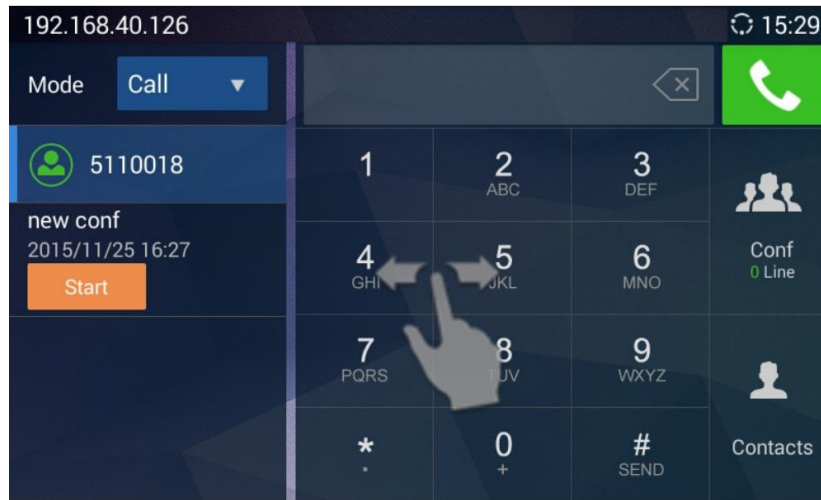 192.168.40.126
15:29
Mode
Call
5110018
new conf
2015/11/25 16:27
Start
1
2
ABC
3
DEF
4
GHI
5
JKL
6
MNO
Conf
0 Line
7
PQRS
8
TUV
9
WXYZ
*
.
0
+
#
SEND
Contacts